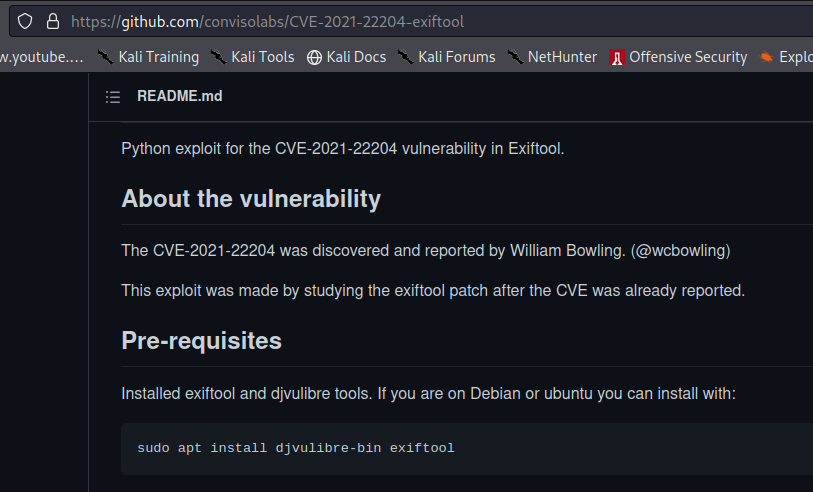 https://github.com/convisolabs/CVE-2021-22204-exiftool
w.youtube.… Kali Training Kali Tools Kali Docs Kali Forums NetHunter Offensive Security Explo
README.md
Python exploit for the CVE-2021-22204 vulnerability in Exiftool.
About the vulnerability
The CVE-2021-22204 was discovered and reported by William Bowling. (@wcbowling)
This exploit was made by studying the exiftool patch after the CVE was already reported.
Pre-requisites
Installed exiftool and djvulibre tools. If you are on Debian or ubuntu you can install with:
sudo apt install djvulibre-bin exiftool